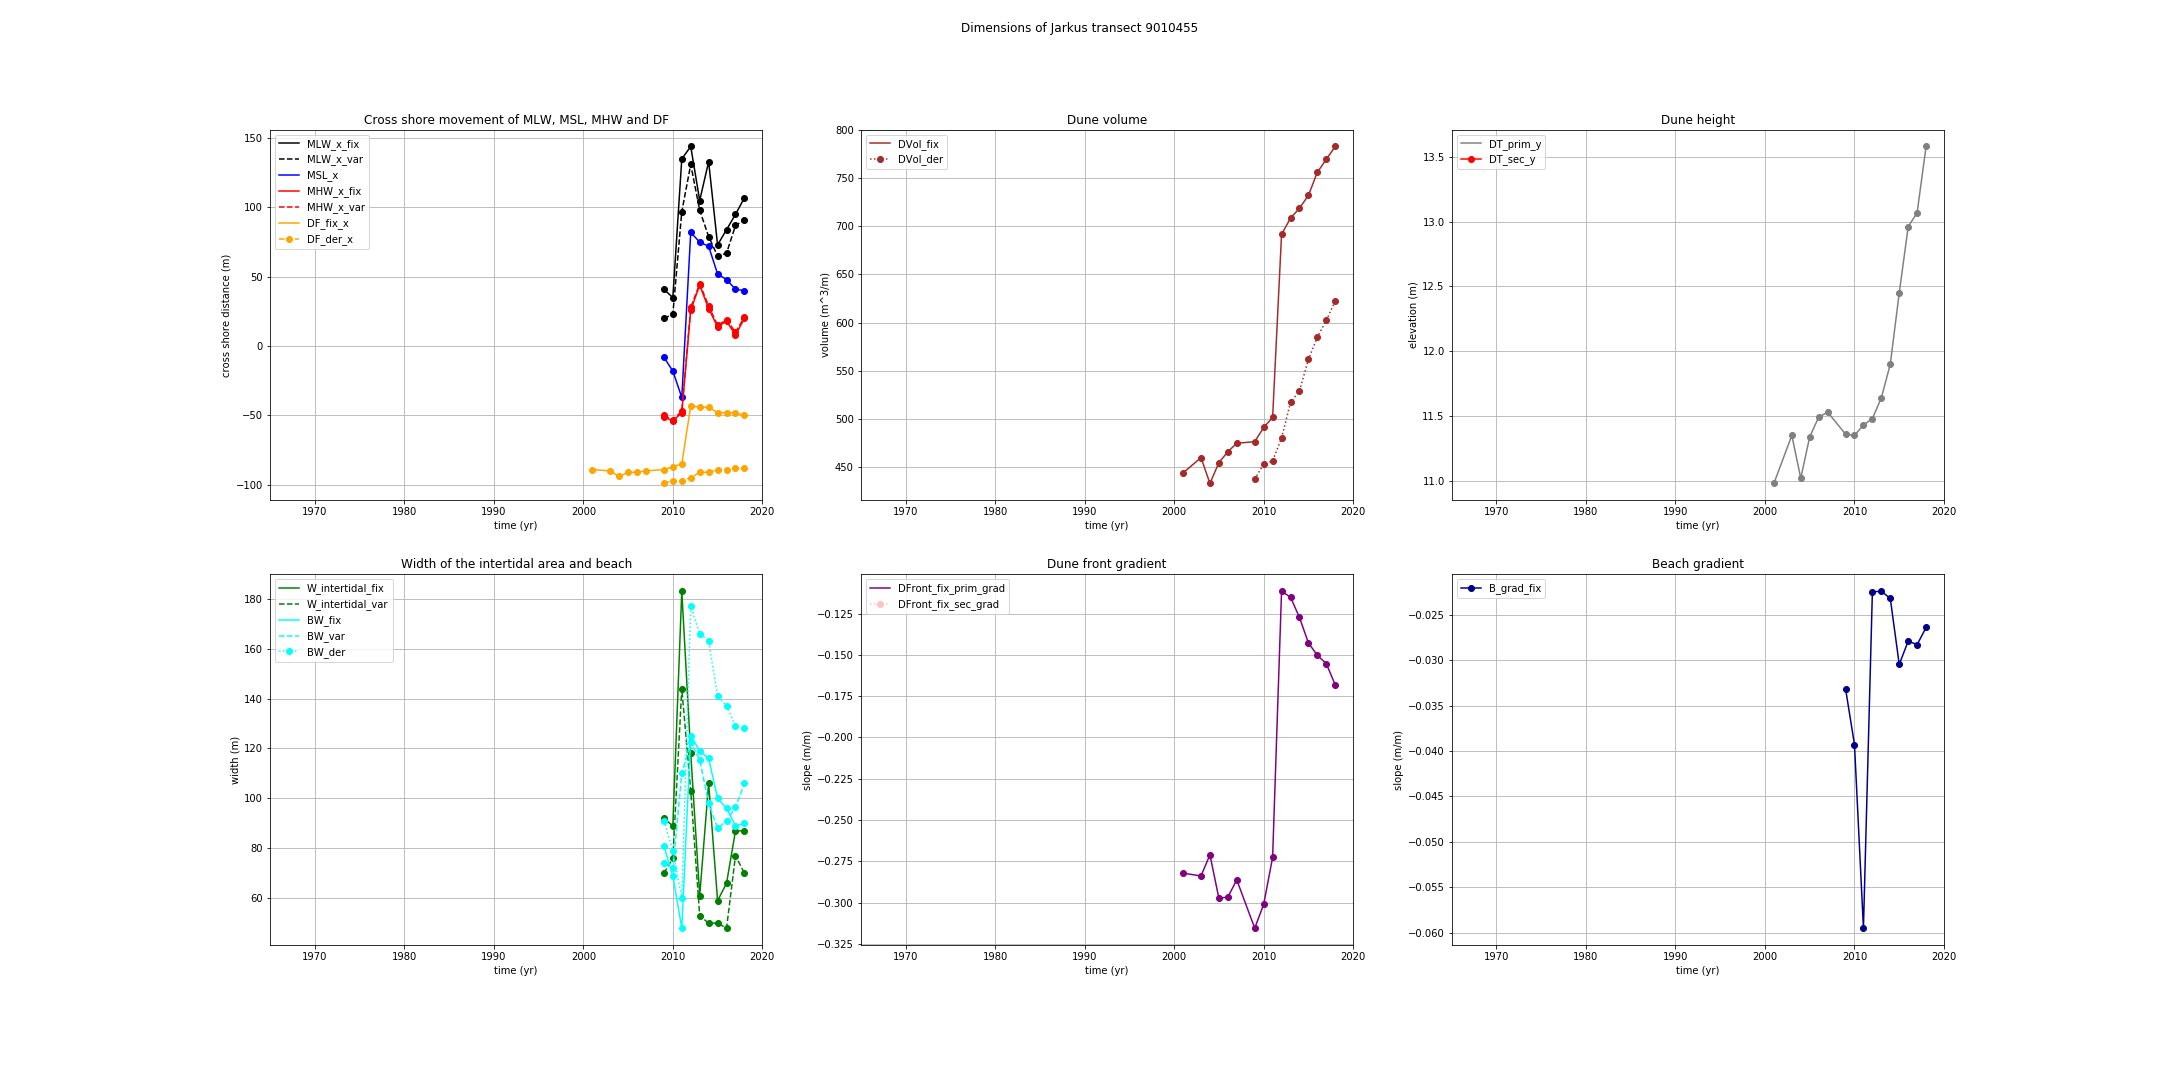 Dimensions of Jarkus transect 9010455
Cross shore movement of MLW, MSL, MHW and DF
150
100
50
0
−50
−100
cross shore distance (m)
MLW_x_fix
MLW_x_var
MSL_x
MHW_x_fix
MHW_x_var
DF_fix_x
DF_der_x
1970 1980 1990 2000 2010 2020
time (yr)
Dune volume
800
750
700
650
600
550
500
450
volume (m^3/m)
DVol_fix
DVol_der
1970 1980 1990 2000 2010 2020
time (yr)
Dune height
13.5
13.0
12.5
12.0
11.5
11.0
elevation (m)
DT_prim_y
DT_sec_y
1970 1980 1990 2000 2010 2020
time (yr)
Width of the intertidal area and beach
180
160
140
120
100
80
60
width (m)
W_intertidal_fix
W_intertidal_var
BW_fix
BW_var
BW_der
1970 1980 1990 2000 2010 2020
time (yr)
Dune front gradient
−0.125
−0.150
−0.175
−0.200
−0.225
−0.250
−0.275
−0.300
−0.325
slope (m/m)
DFront_fix_prim_grad
DFront_fix_sec_grad
1970 1980 1990 2000 2010 2020
time (yr)
Beach gradient
−0.025
−0.030
−0.035
−0.040
−0.045
−0.050
−0.055
−0.060
slope (m/m)
B_grad_fix
1970 1980 1990 2000 2010 2020
time (yr)